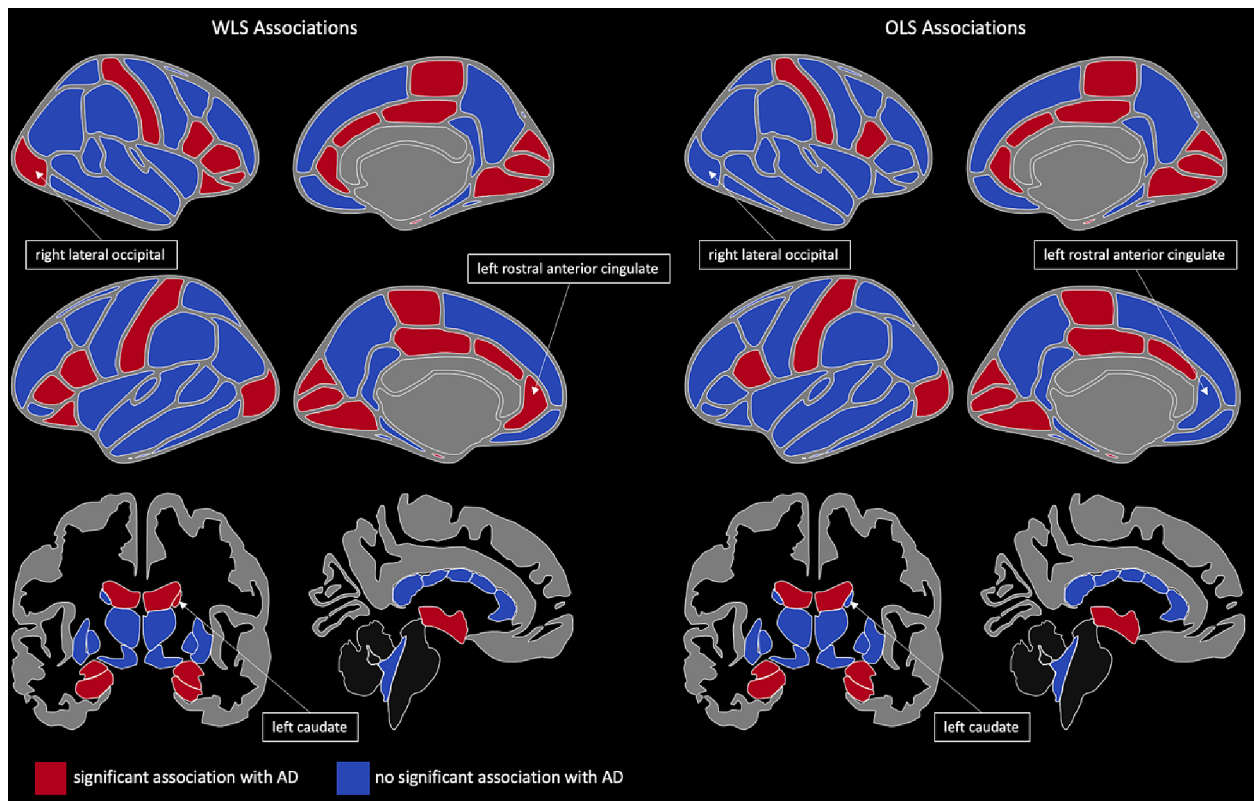 WLS Associations
OLS Associations
right lateral occipital
left rostral anterior cingulate
right lateral occipital
left rostral anterior cingulate
left caudate
left caudate
significant association with AD
no significant association with AD